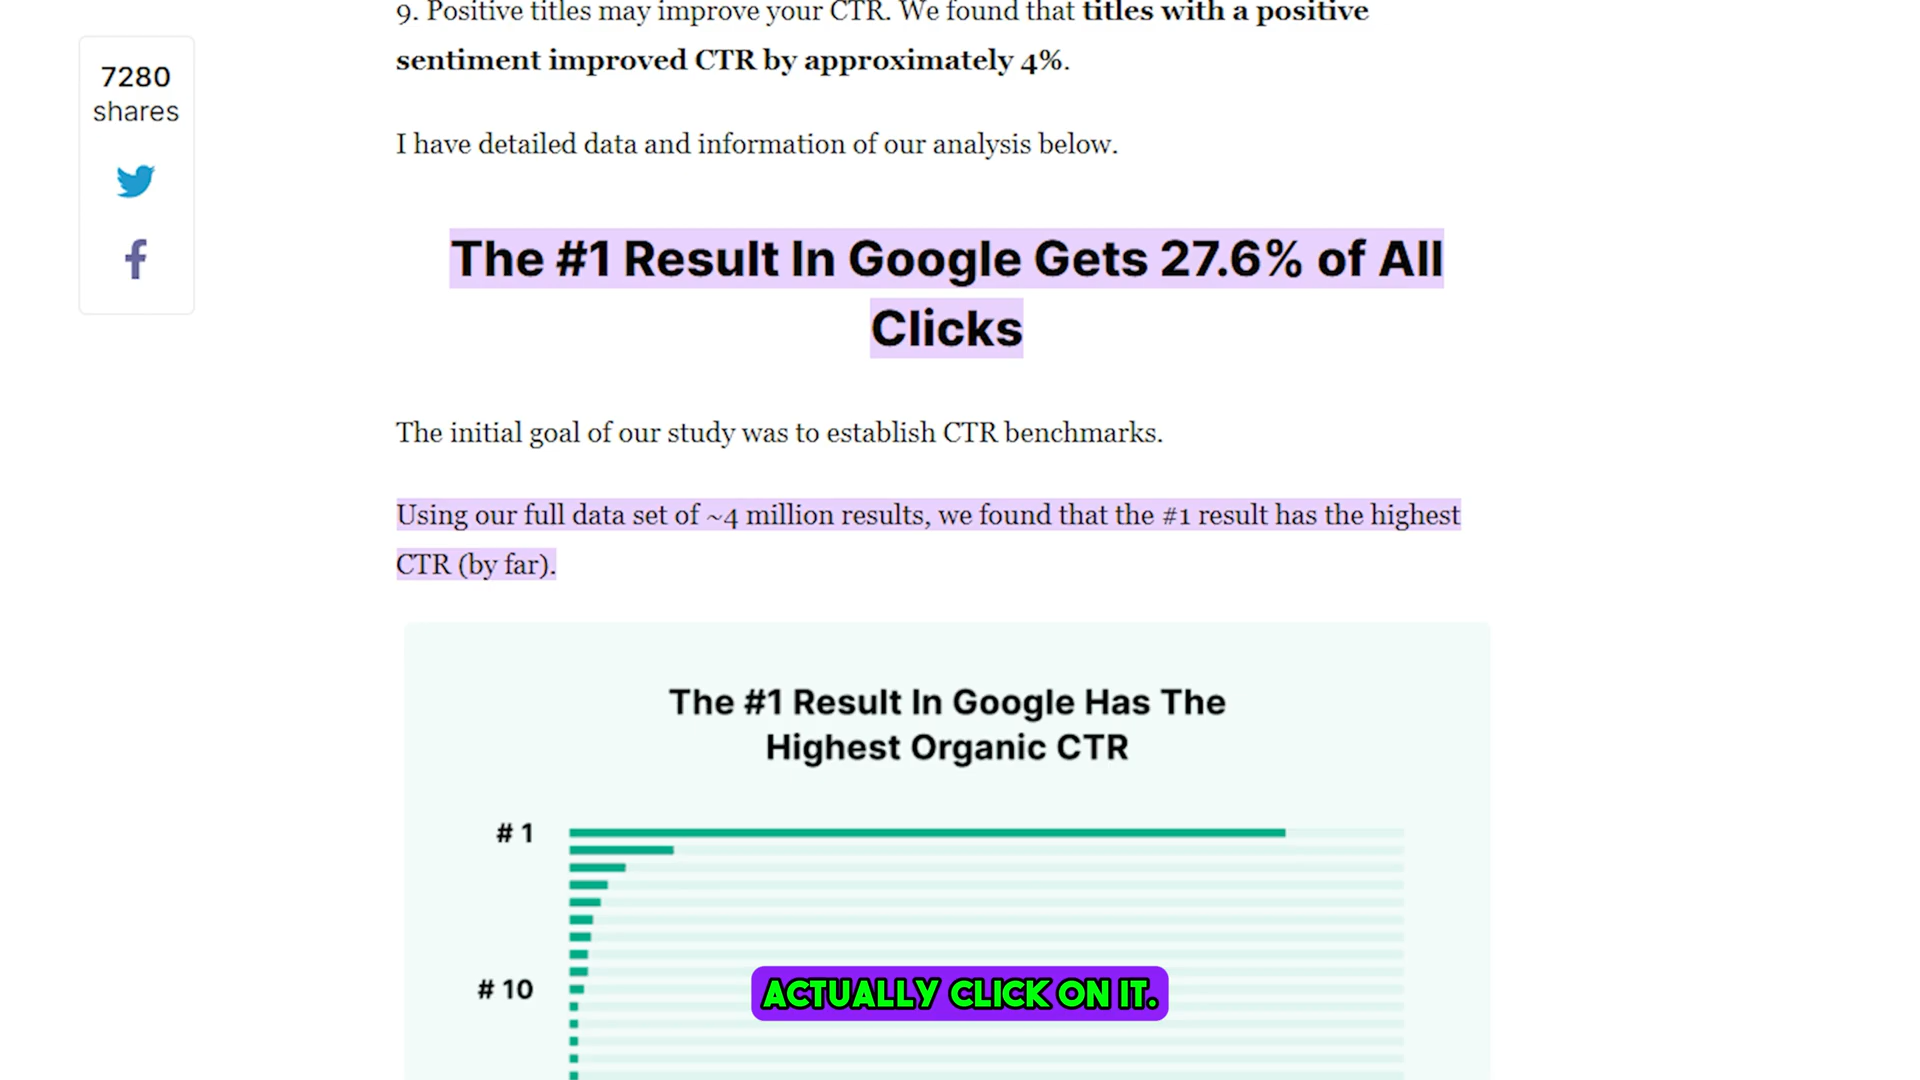 9. Positive titles may improve your CTR. We found that titles with a positive
sentiment improved CTR by approximately 4%.
7280
shares
I have detailed data and information of our analysis below.
The #1 Result In Google Gets 27.6% of All
Clicks
The initial goal of our study was to establish CTR benchmarks.
Using our full data set of ~4 million results, we found that the #1 result has the highest
CTR (by far).
The #1 Result In Google Has The
Highest Organic CTR
# 1
# 10
ACTUALLY CLICK ON IT.